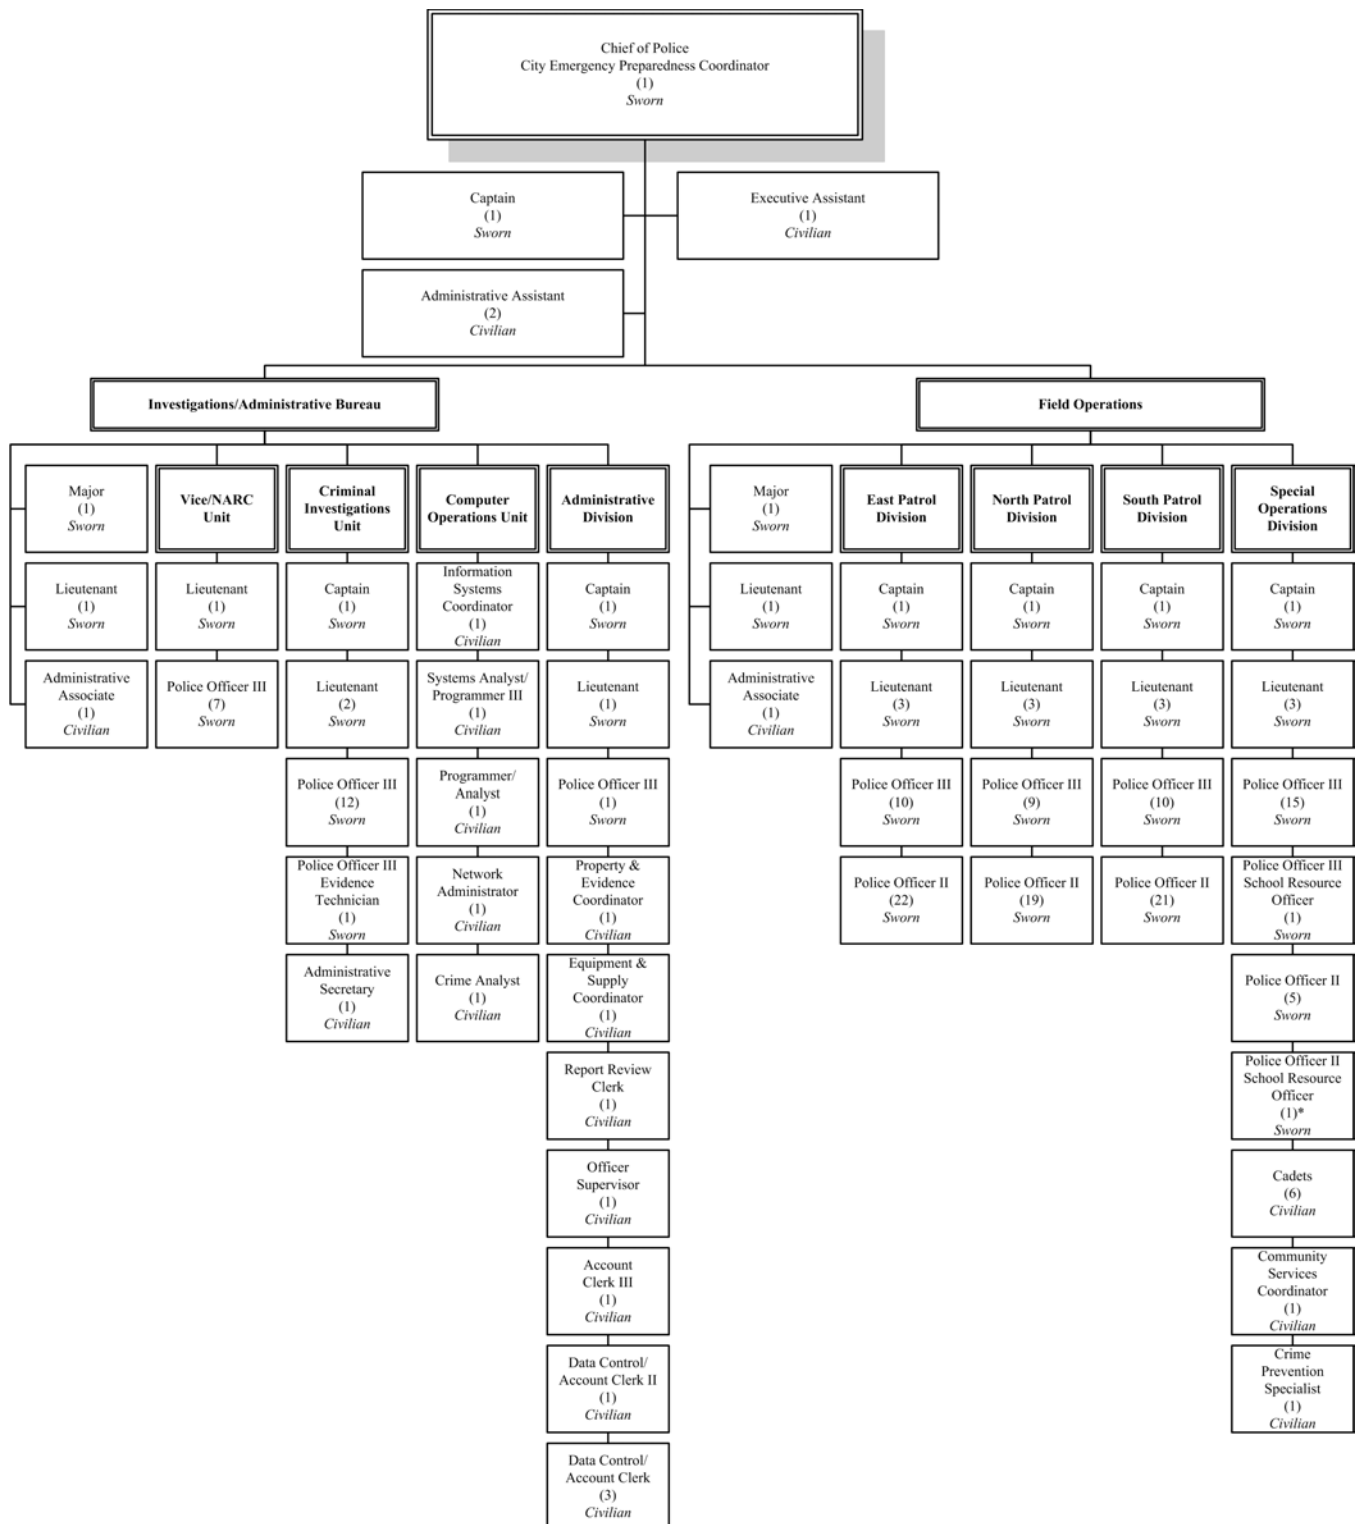 Chief of Police
City Emergency Preparedness Coordinator
(1)
Sworn
Captain
(1)
Sworn
Executive Assistant
(1)
Civilian
Administrative Assistant
(2)
Civilian
Investigations/Administrative Bureau
Major
(1)
Sworn
Lieutenant
(1)
Sworn
Administrative
Associate
(1)
Civilian
Vice/NARC
Unit
Lieutenant
(1)
Sworn
Police Officer III
(7)
Sworn
Criminal
Investigations
Unit
Captain
(1)
Sworn
Lieutenant
(2)
Sworn
Police Officer III
(12)
Sworn
Police Officer III
Evidence
Technician
(1)
Sworn
Administrative
Secretary
(1)
Civilian
Computer
Operations Unit
Information
Systems
Coordinator
(1)
Civilian
Systems Analyst/
Programmer III
(1)
Civilian
Programmer/
Analyst
(1)
Civilian
Network
Administrator
(1)
Civilian
Crime Analyst
(1)
Civilian
Administrative
Division
Captain
(1)
Sworn
Lieutenant
(1)
Sworn
Police Officer III
(1)
Sworn
Property &
Evidence
Coordinator
(1)
Civilian
Equipment &
Supply
Coordinator
(1)
Civilian
Report Review
Clerk
(1)
Civilian
Officer
Supervisor
(1)
Civilian
Account
Clerk III
(1)
Civilian
Data Control/
Account Clerk II
(1)
Civilian
Data Control/
Account Clerk
(3)
Civilian
Field Operations
Major
(1)
Sworn
Lieutenant
(1)
Sworn
Administrative
Associate
(1)
Civilian
East Patrol
Division
Captain
(1)
Sworn
Lieutenant
(3)
Sworn
Police Officer III
(10)
Sworn
Police Officer II
(22)
Sworn
North Patrol
Division
Captain
(1)
Sworn
Lieutenant
(3)
Sworn
Police Officer III
(9)
Sworn
Police Officer II
(19)
Sworn
South Patrol
Division
Captain
(1)
Sworn
Lieutenant
(3)
Sworn
Police Officer III
(10)
Sworn
Police Officer II
(21)
Sworn
Special
Operations
Division
Captain
(1)
Sworn
Lieutenant
(3)
Sworn
Police Officer III
(15)
Sworn
Police Officer III
School Resource
Officer
(1)
Sworn
Police Officer II
(5)
Sworn
Police Officer II
School Resource
Officer
(1)*
Sworn
Cadets
(6)
Civilian
Community
Services
Coordinator
(1)
Civilian
Crime
Prevention
Specialist
(1)
Civilian